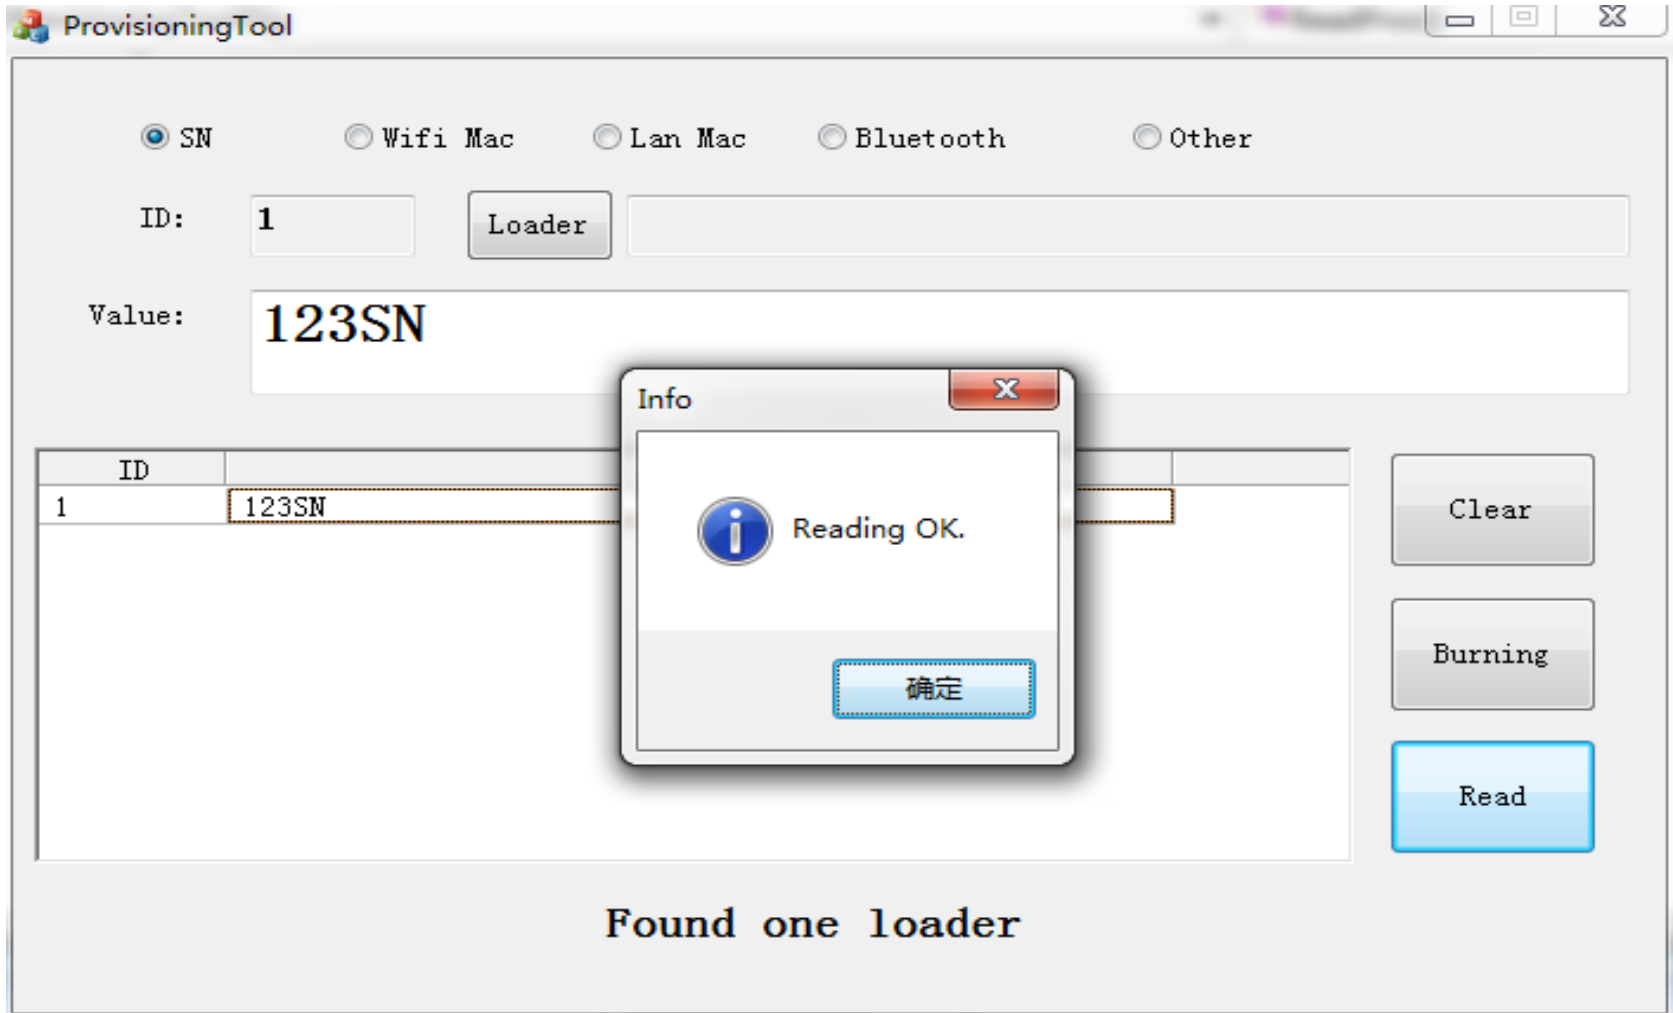 ProvisioningTool
SN Wifi Mac Lan Mac Bluetooth Other
ID: 1 Loader
Value: 123SN
Info
ID
1 123SN
Reading OK.
确定
Clear
Burning
Read
Found one loader